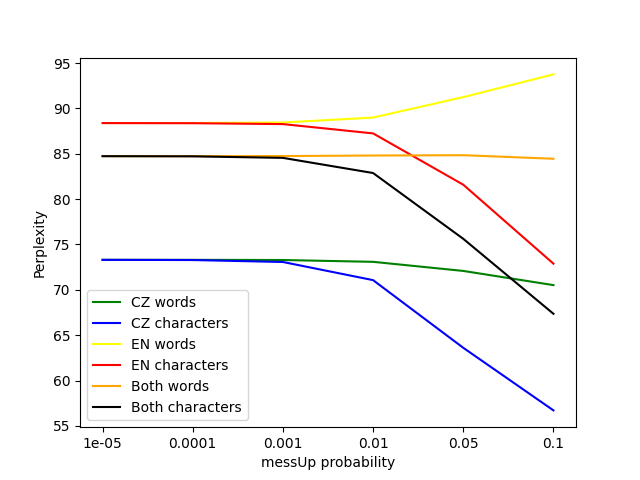 95
90
85
80
75
70
65
60
55
Perplexity
CZ words
CZ characters
EN words
EN characters
Both words
Both characters
1e-05 0.0001 0.001 0.01 0.05 0.1
messUp probability